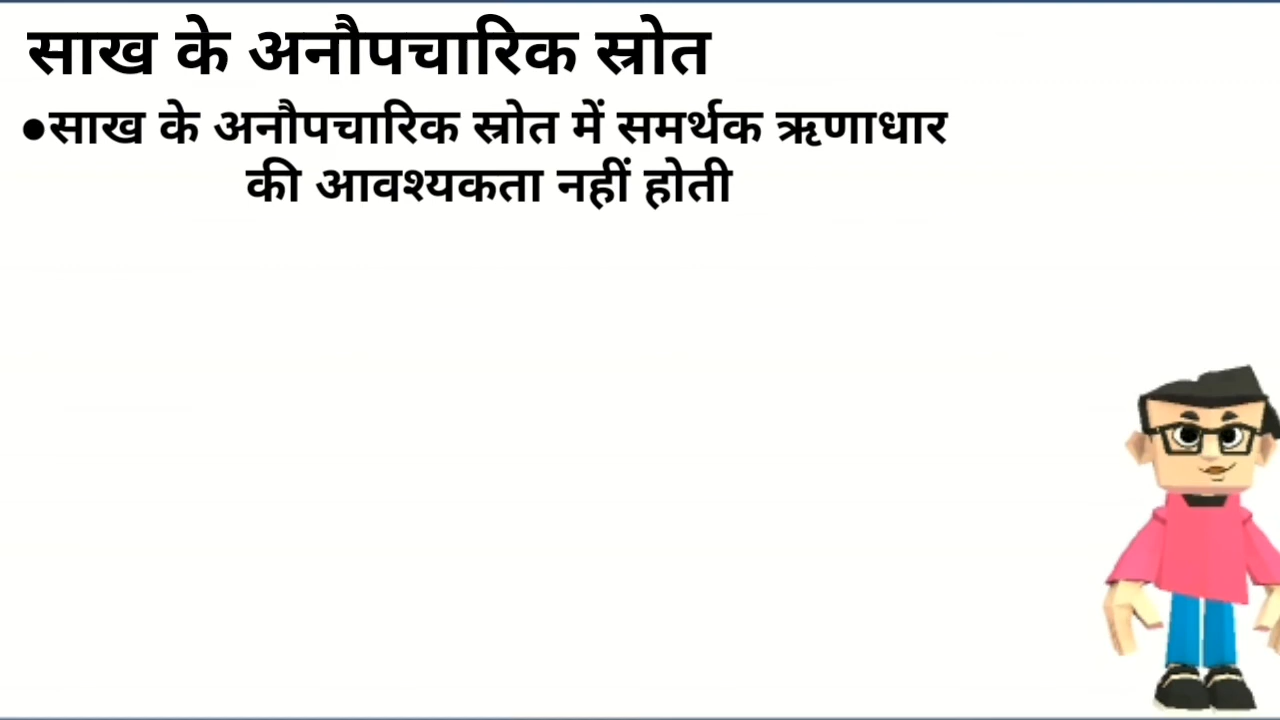 साख के अनौपचारिक स्रोत
●साख के अनौपचारिक स्रोत में समर्थक ऋणाधार
की आवश्यकता नहीं होती